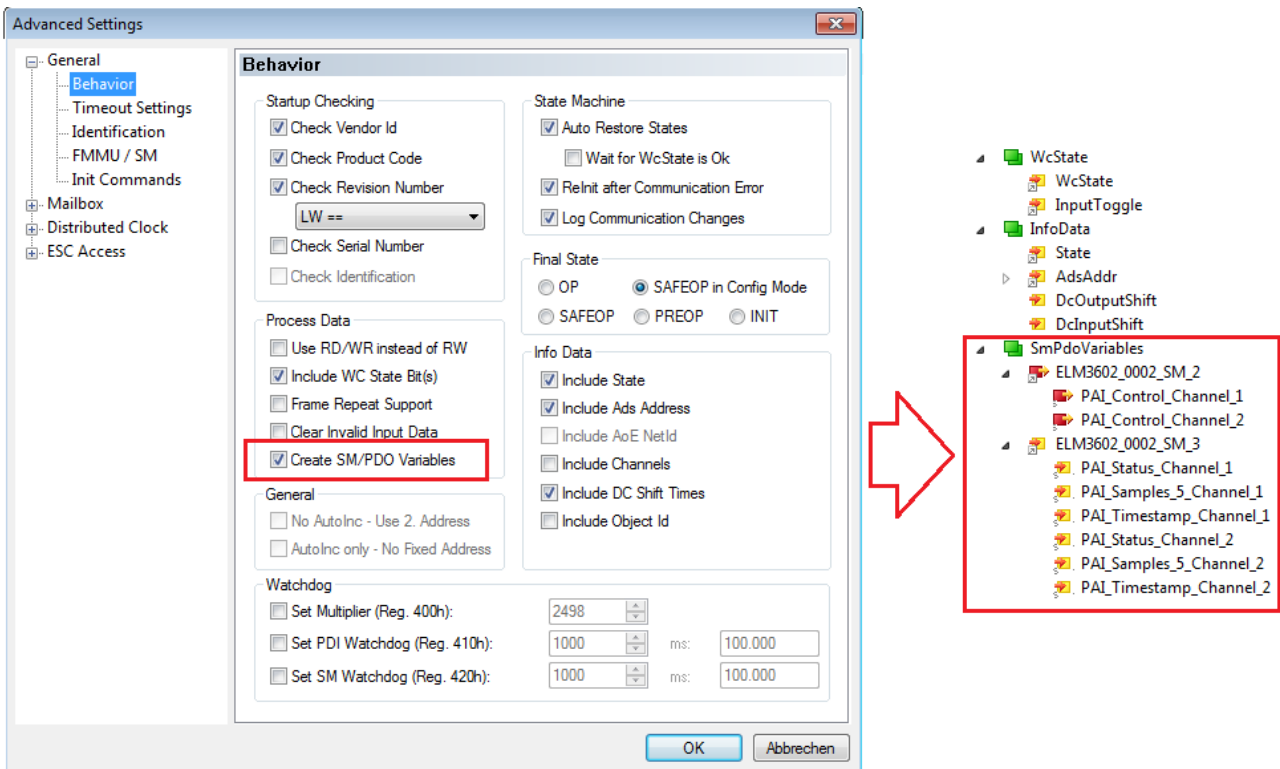 Advanced Settings
General
Behavior
Timeout Settings
Identification
FMMU / SM
Init Commands
Mailbox
Distributed Clock
ESC Access
Behavior
Startup Checking
Check Vendor Id
Check Product Code
Check Revision Number
LW ==
Check Serial Number
Check Identification
Process Data
Use RD/WR instead of RW
Include WC State Bit(s)
Frame Repeat Support
Clear Invalid Input Data
Create SM/PDO Variables
General
No AutoInc - Use 2. Address
AutoInc only - No Fixed Address
State Machine
Auto Restore States
Wait for WcState is Ok
ReInit after Communication Error
Log Communication Changes
Final State
OP SAFEOP in Config Mode
SAFEOP PREOP INIT
Info Data
Include State
Include Ads Address
Include AoE NetId
Include Channels
Include DC Shift Times
Include Object Id
Watchdog
Set Multiplier (Reg. 400h): 2498
Set PDI Watchdog (Reg. 410h): 1000 ms: 100.000
Set SM Watchdog (Reg. 420h): 1000 ms: 100.000
OK Abbrechen
WcState
WcState
InputToggle
InfoData
State
AdsAddr
DcOutputShift
DcInputShift
SmPdoVariables
ELM3602_0002_SM_2
PAI_Control_Channel_1
PAI_Control_Channel_2
ELM3602_0002_SM_3
PAI_Status_Channel_1
PAI_Samples_5_Channel_1
PAI_Timestamp_Channel_1
PAI_Status_Channel_2
PAI_Samples_5_Channel_2
PAI_Timestamp_Channel_2